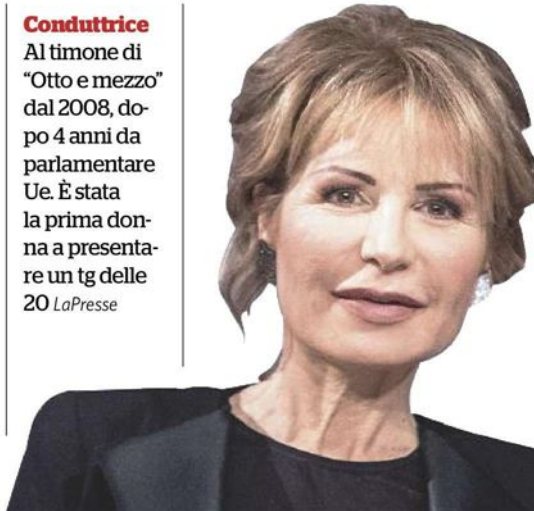 Conduttrice
Al timone di
“Otto e mezzo”
dal 2008, do-
po 4 anni da
parlamentare
Ue. È stata
la prima don-
na a presenta-
re un tg delle
20 LaPresse